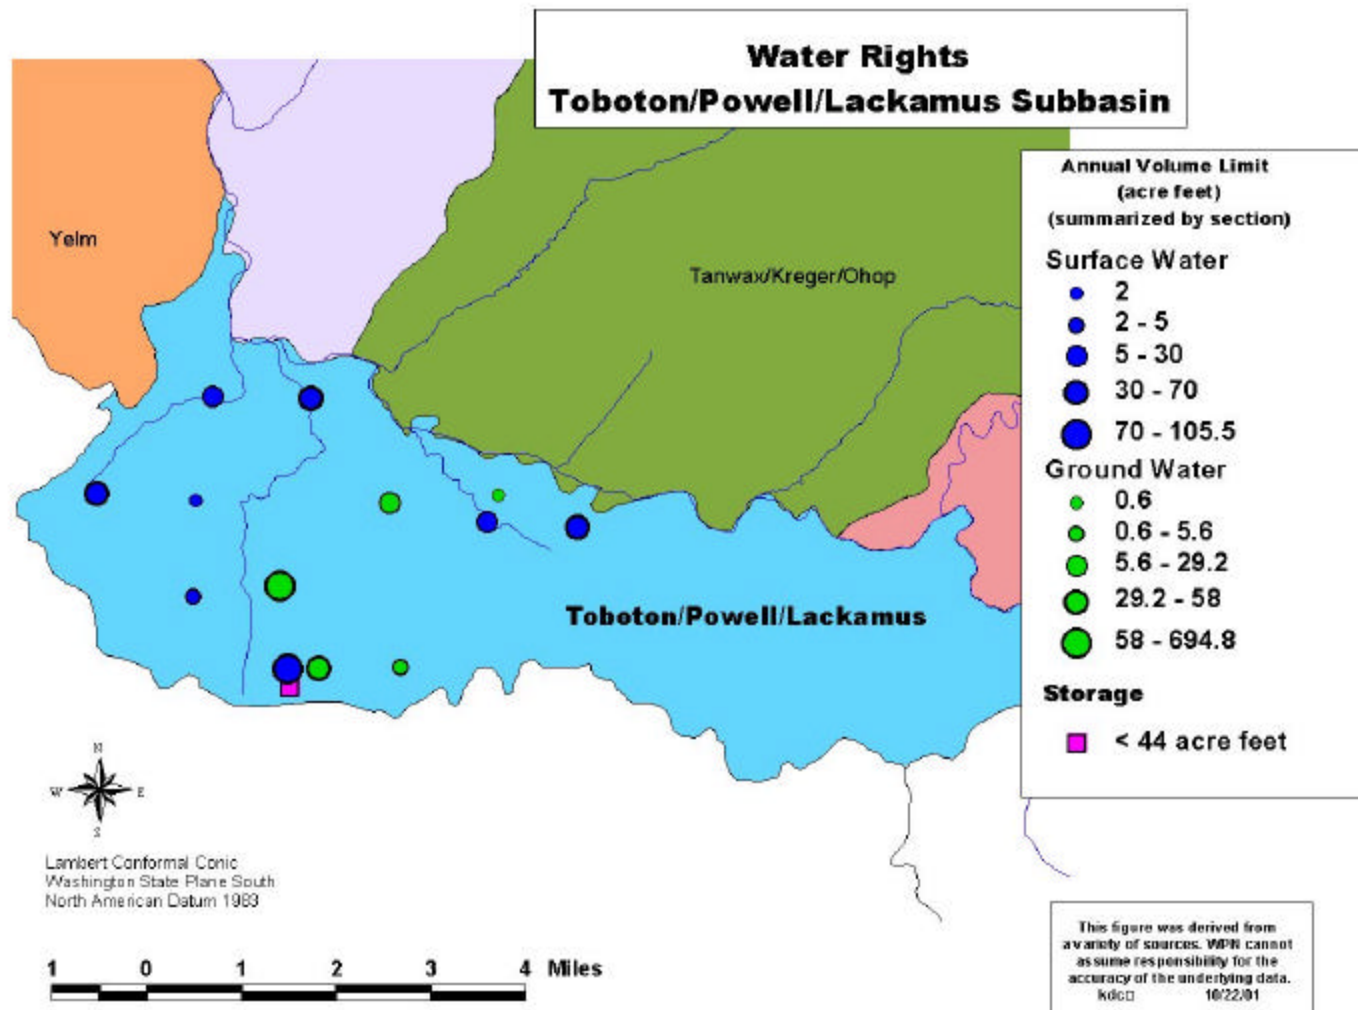 Water Rights
Toboton/Powell/Lackamus Subbasin
Annual Volume Limit
(acre feet)
(summarized by section)
Surface Water
2
2 - 5
5 - 30
30 - 70
70 - 105.5
Ground Water
0.6
0.6 - 5.6
5.6 - 29.2
29.2 - 58
58 - 694.8
Storage
< 44 acre feet
Yelm
Tanwax/Kreger/Ohop
Toboton/Powell/Lackamus
N
W E
S
Lambert Conformal Conic
Washington State Plane South
North American Datum 1983
1 0 1 2 3 4 Miles
This figure was derived from
a variety of sources. WPN cannot
assume responsibility for the
accuracy of the underlying data.
kdc□ 10/22/01